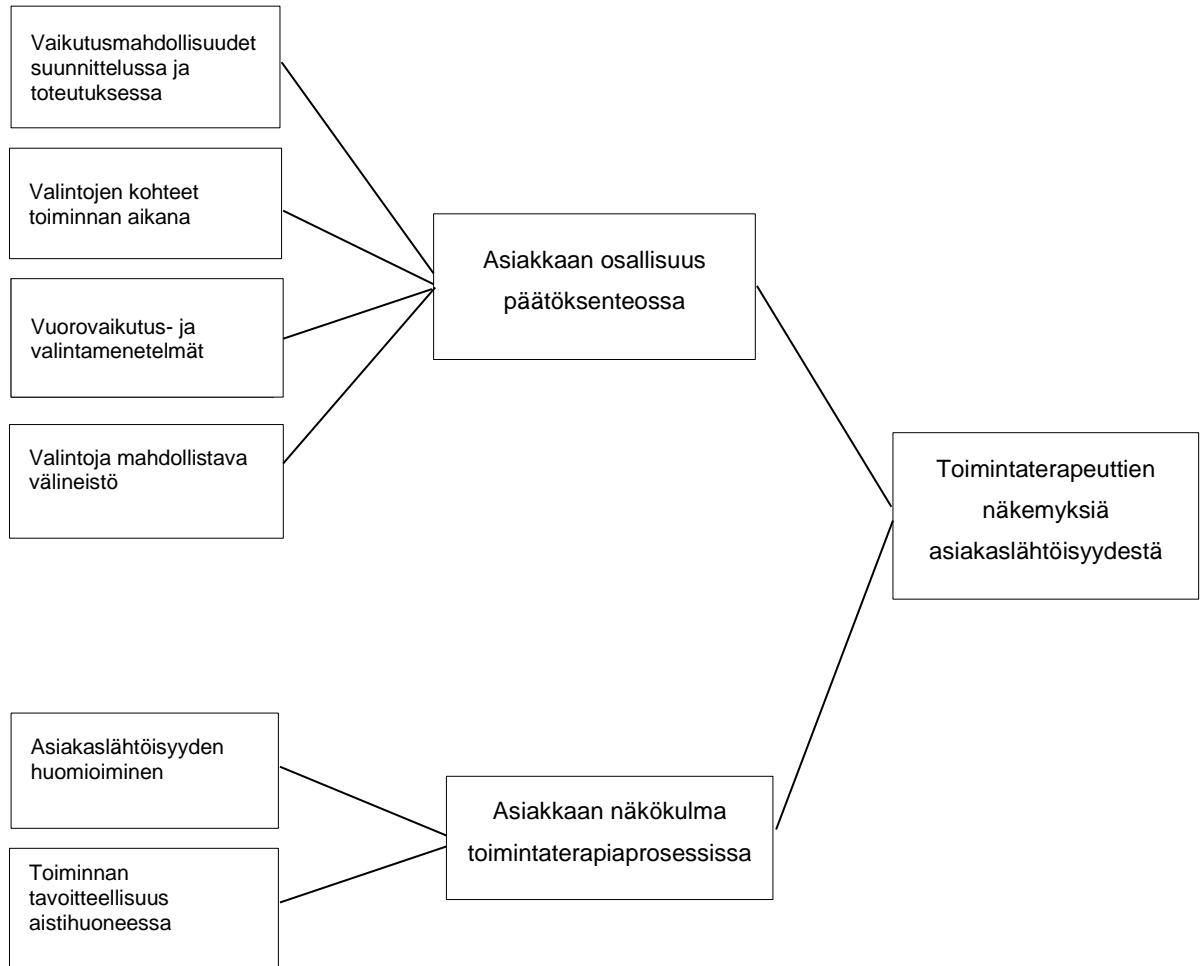 Vaikutusmahdollisuudet
suunnittelussa ja
toteutuksessa
Valintojen kohteet
toiminnan aikana
Vuorovaikutus- ja
valintamenetelmät
Valintoja mahdollistava
välineistö
Asiakkaan osallisuus
päätöksenteossa
Toimintaterapeuttien
näkemyksiä
asiakaslähtöisyydestä
Asiakaslähtöisyyden
huomioiminen
Toiminnan
tavoitteellisuus
aistihuoneessa
Asiakkaan näkökulma
toimintaterapiaprosessissa